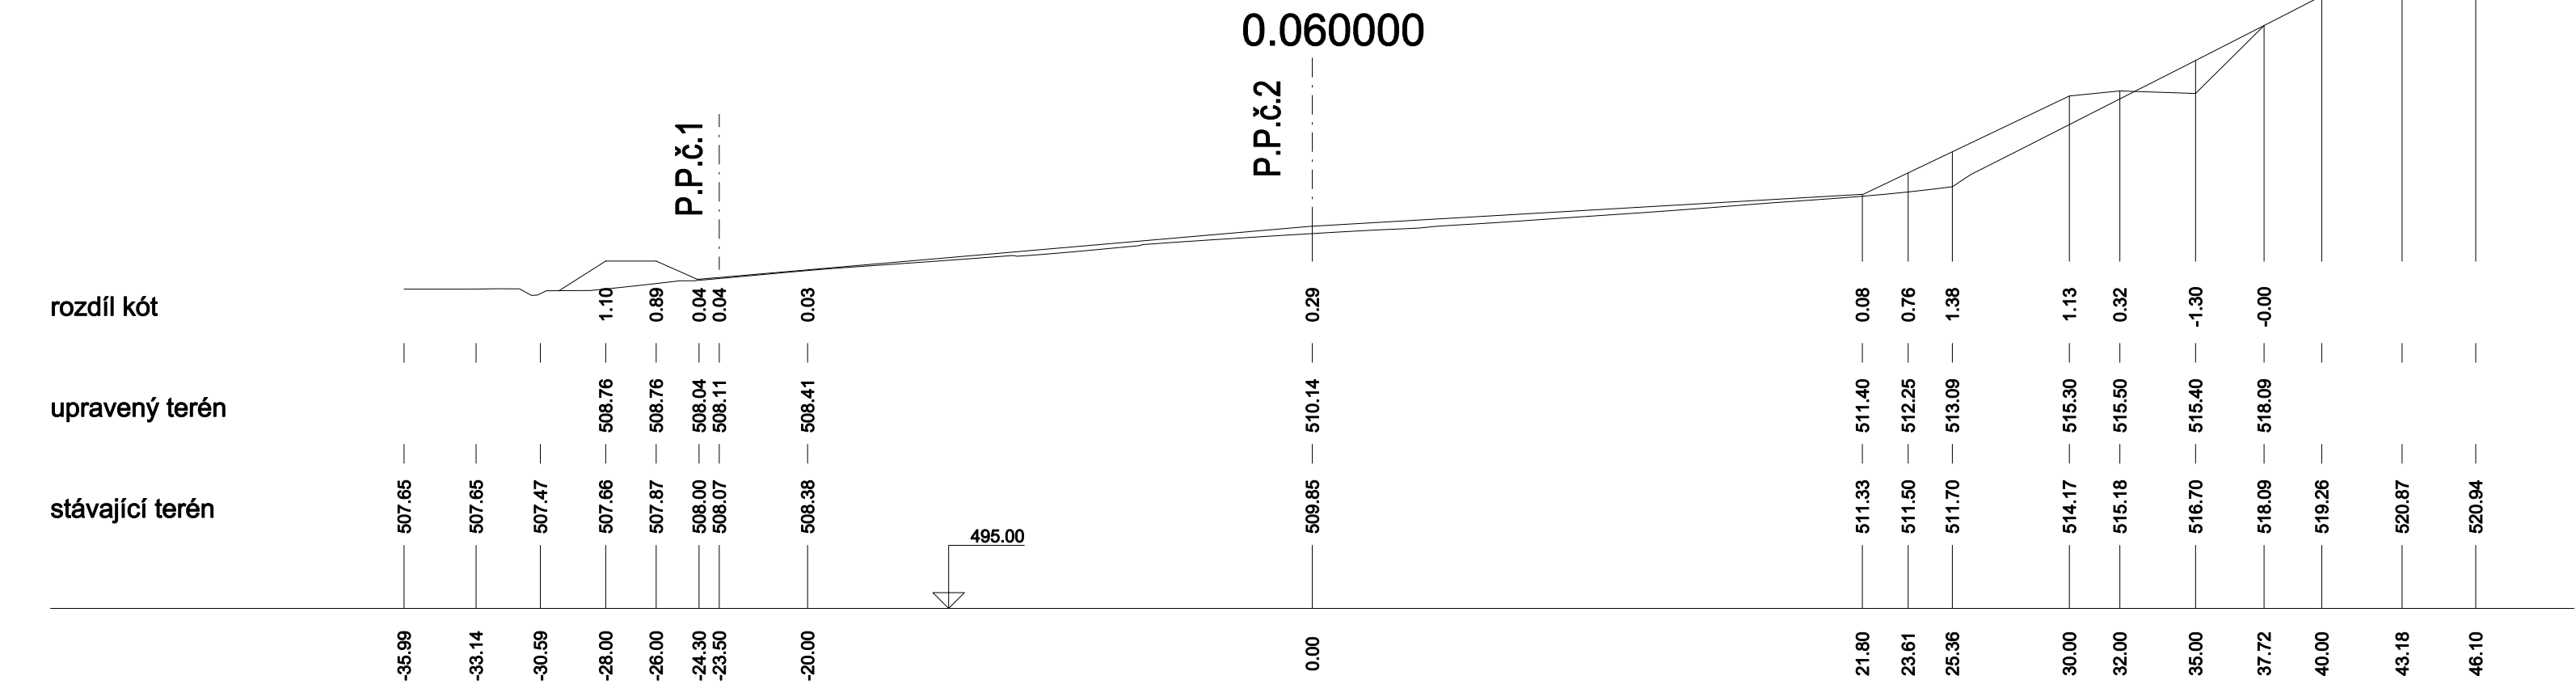 0.060000
P.P.č.1
P.P.č.2
rozdíl kót 1.10 0.89 0.04 0.04 0.03 0.29 0.08 0.76 1.38 1.13 0.32 -1.30 -0.00
upravený terén 508.76 508.76 508.04 508.11 508.41 510.14 511.40 512.25 513.09 515.30 515.50 515.40 518.09
stávající terén 507.65 507.65 507.47 507.66 507.87 508.00 508.07 508.38 509.85 511.33 511.50 511.70 514.17 515.18 516.70 518.09 519.26 520.87 520.94
495.00
-35.99 -33.14 -30.59 -28.00 -26.00 -24.30 -23.50 -20.00 0.00 21.80 23.61 25.36 30.00 32.00 35.00 37.72 40.00 43.18 46.10